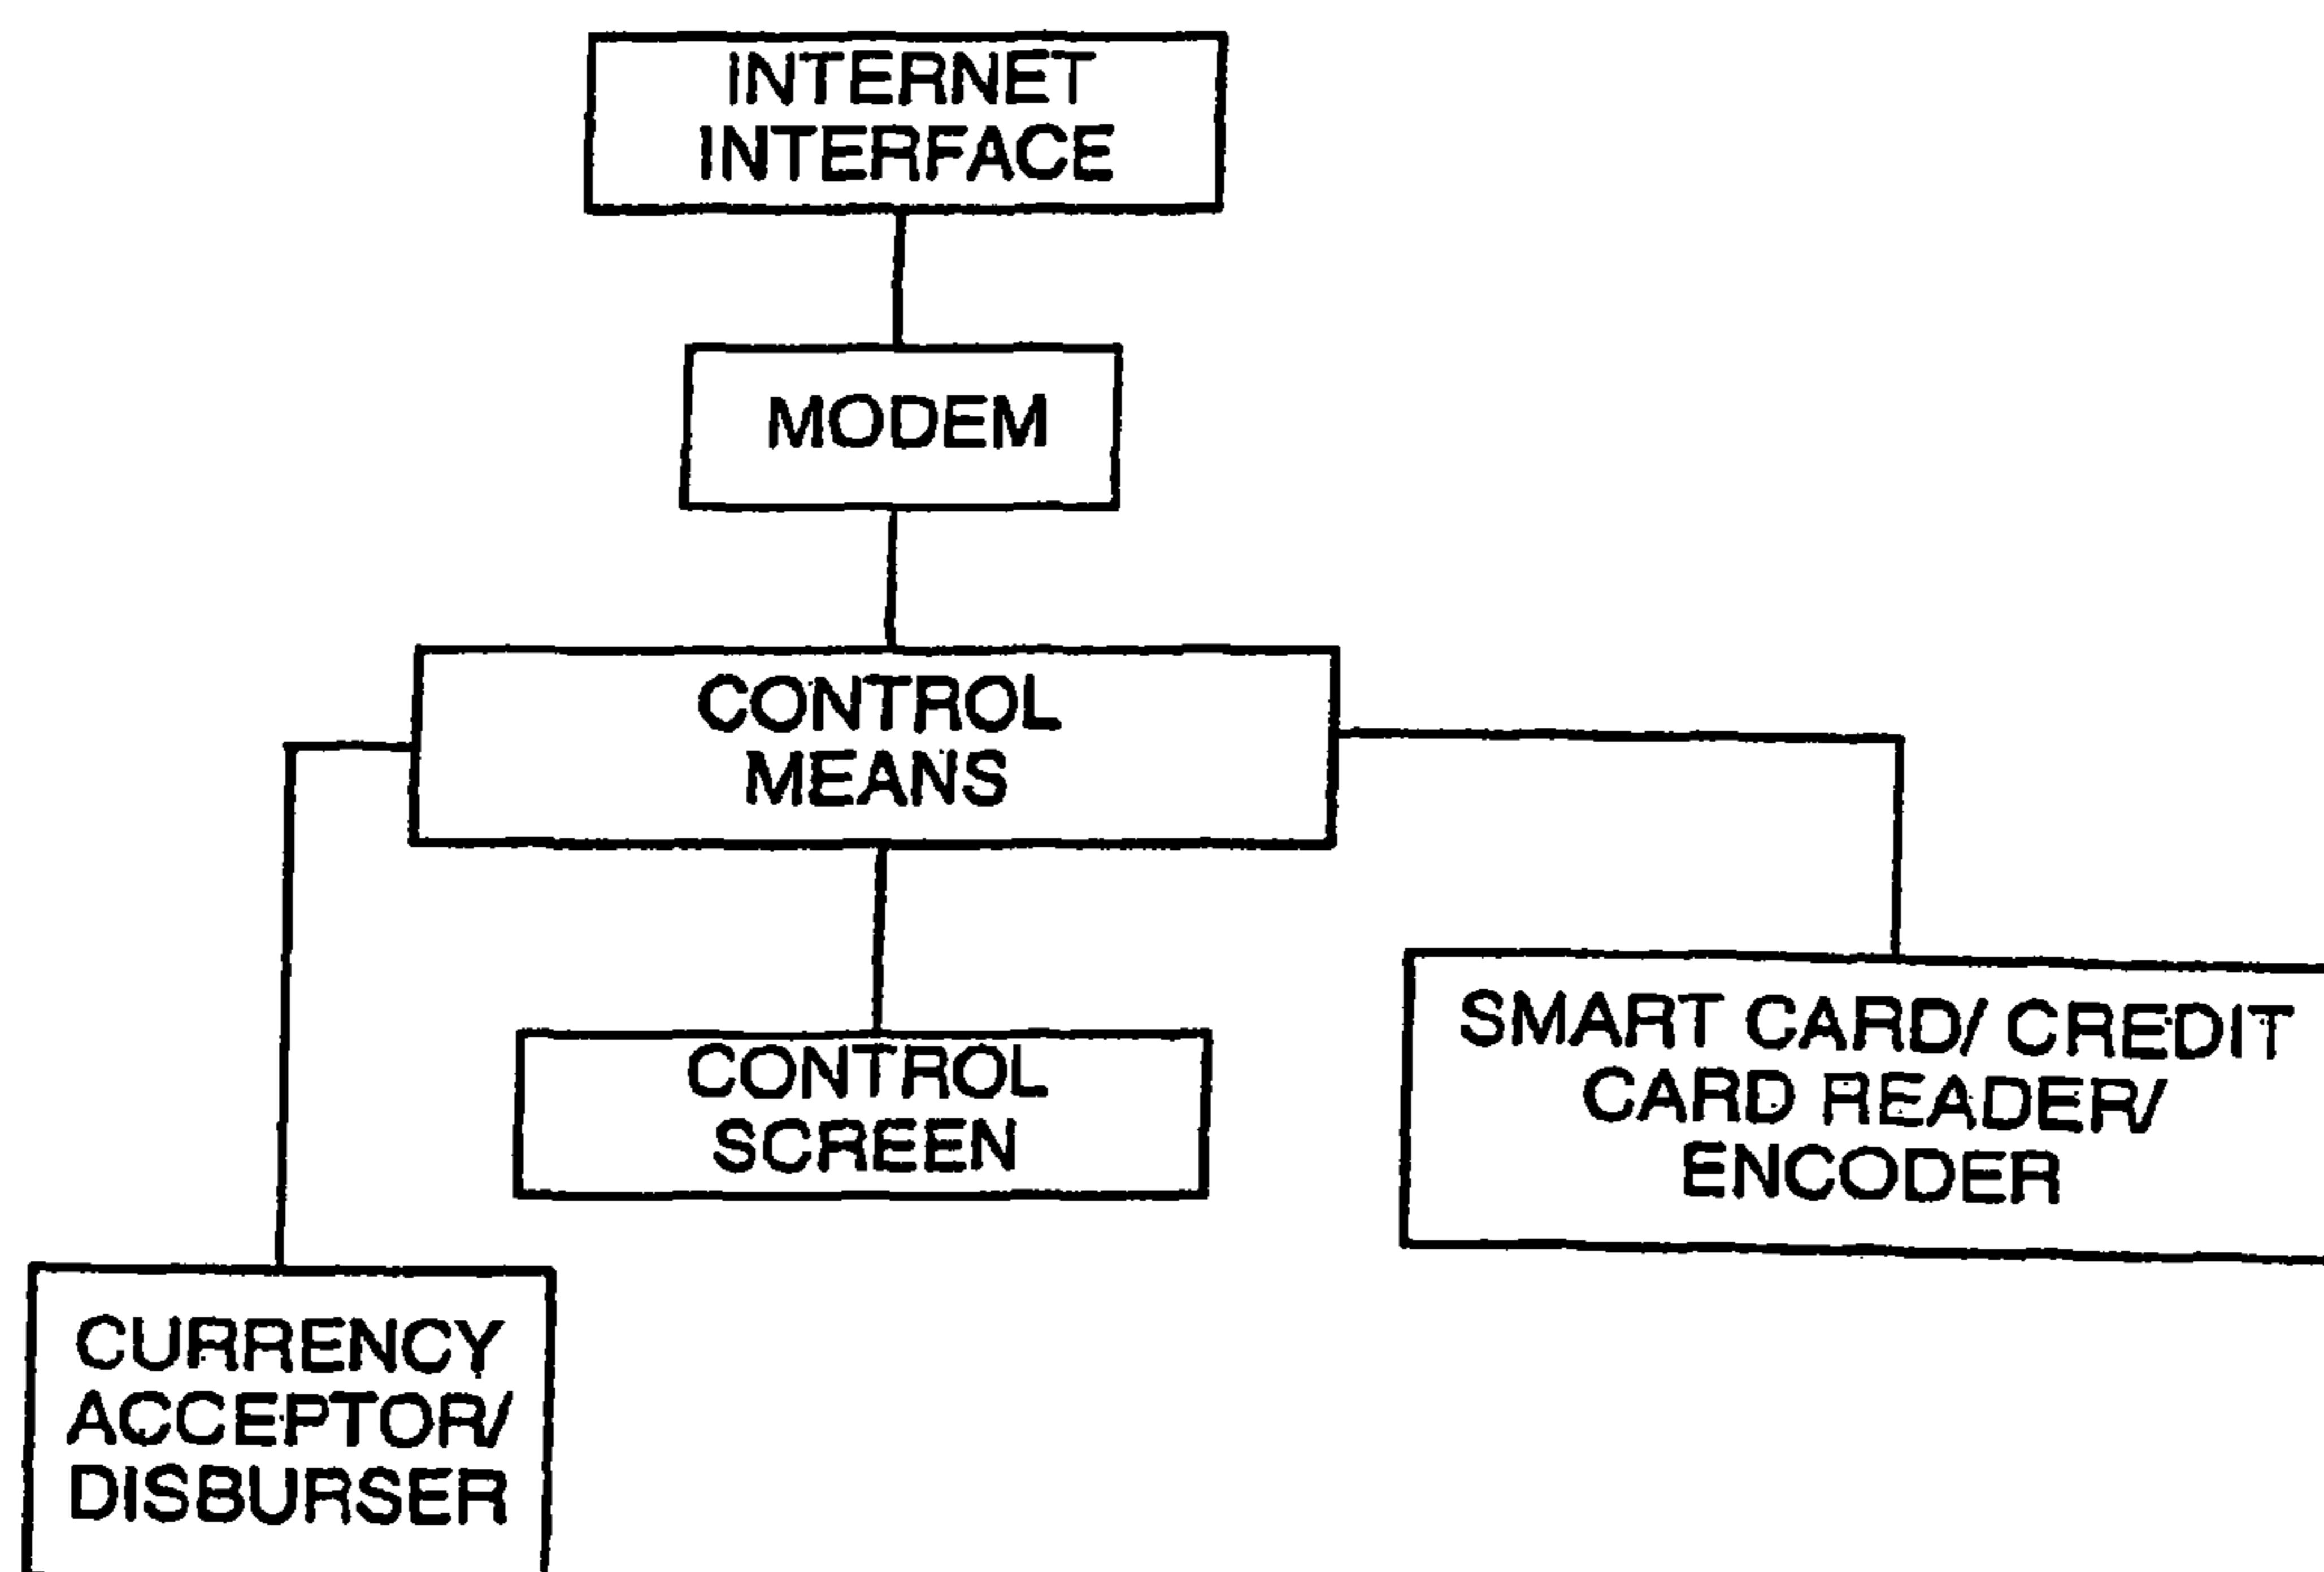 INTERNET
INTERFACE
MODEM
CONTROL
MEANS
CONTROL
SCREEN
SMART CARD/ CREDIT
CARD READER/
ENCODER
CURRENCY
ACCEPTOR/
DISBURSER